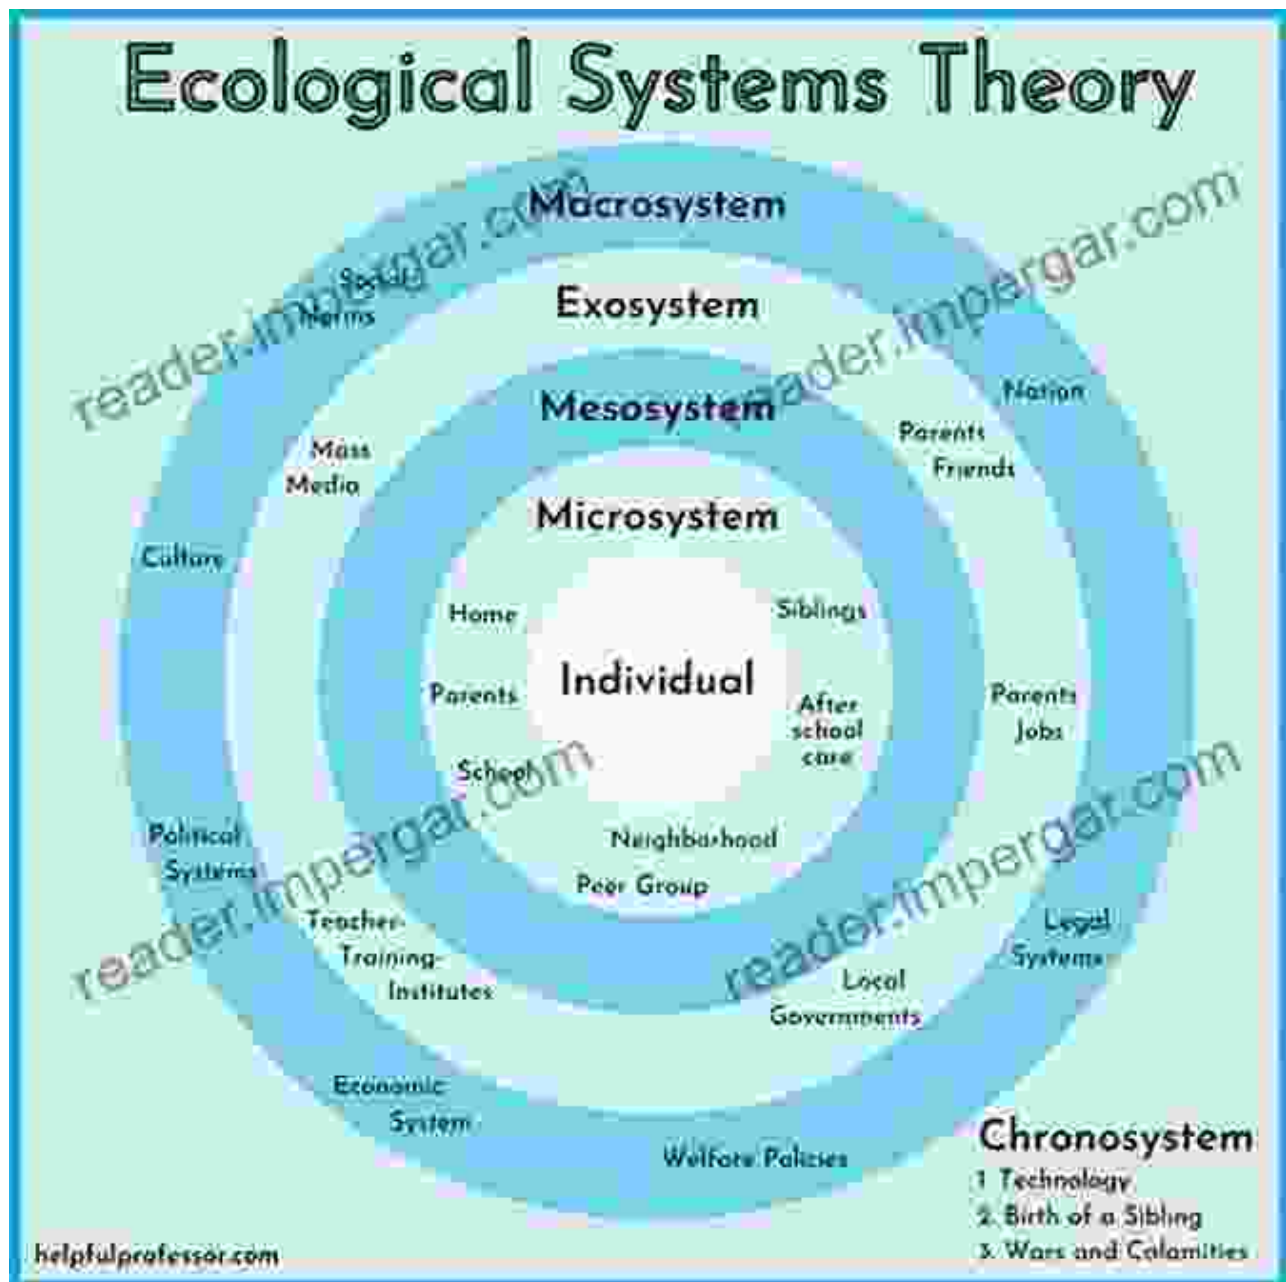 Ecological Systems Theory
Macrosystem
Social
Norms
Exosystem
Nation
Mesosystem
Parents
Friends
Mass
Media
Microsystem
Culture
Home
Siblings
Individual
Parents
After
school
care
Parents
Jobs
School
Neighborhood
Political
Systems
Peer Group
Teacher-
Training-
Institutes
Legal
Systems
Local
Governments
Economic
System
Welfare Policies
Chronosystem
1. Technology
2. Birth of a Sibling
3. Wars and Calamities
helpfulprofessor.com
reader.impergar.com
reader.impergar.com
reader.impergar.com
reader.impergar.com